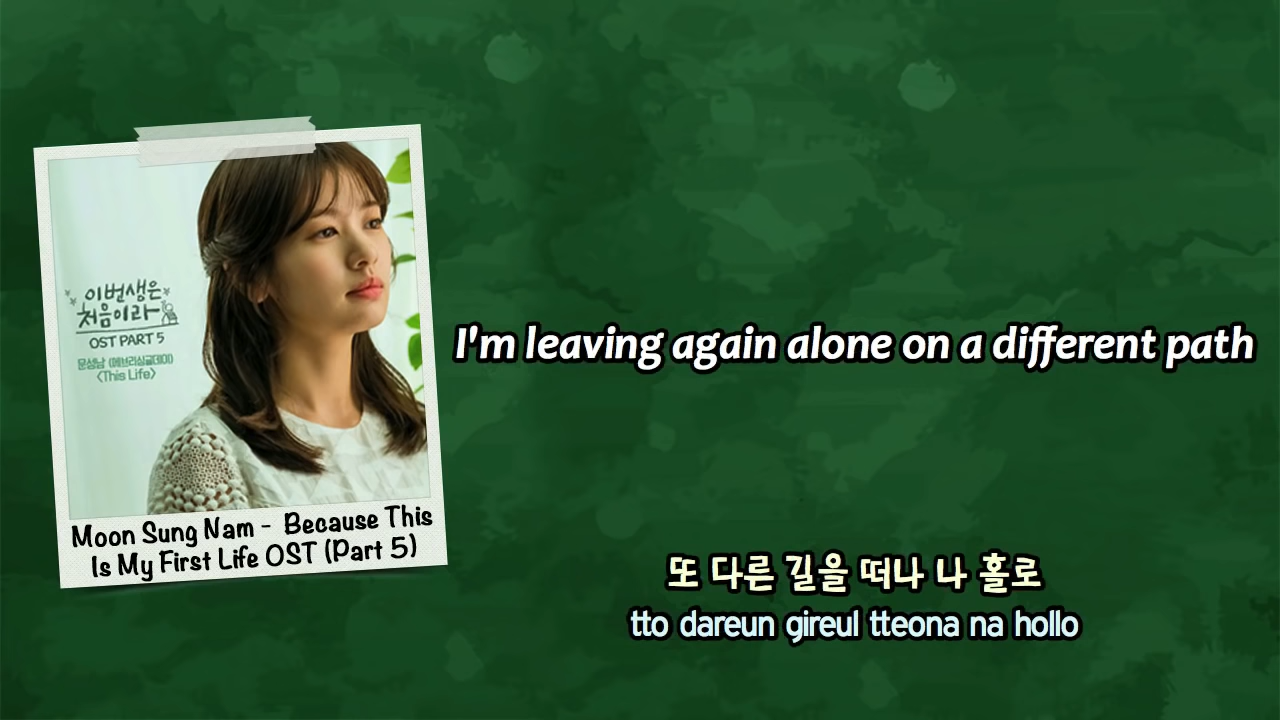 이번생은
처음이라
OST PART 5
문성남 (에브리싱글데이)
<This Life>
Moon Sung Nam - Because This
Is My First Life OST (Part 5)
I'm leaving again alone on a different path
또 다른 길을 떠나 나 홀로
tto dareun gireul tteona na hollo